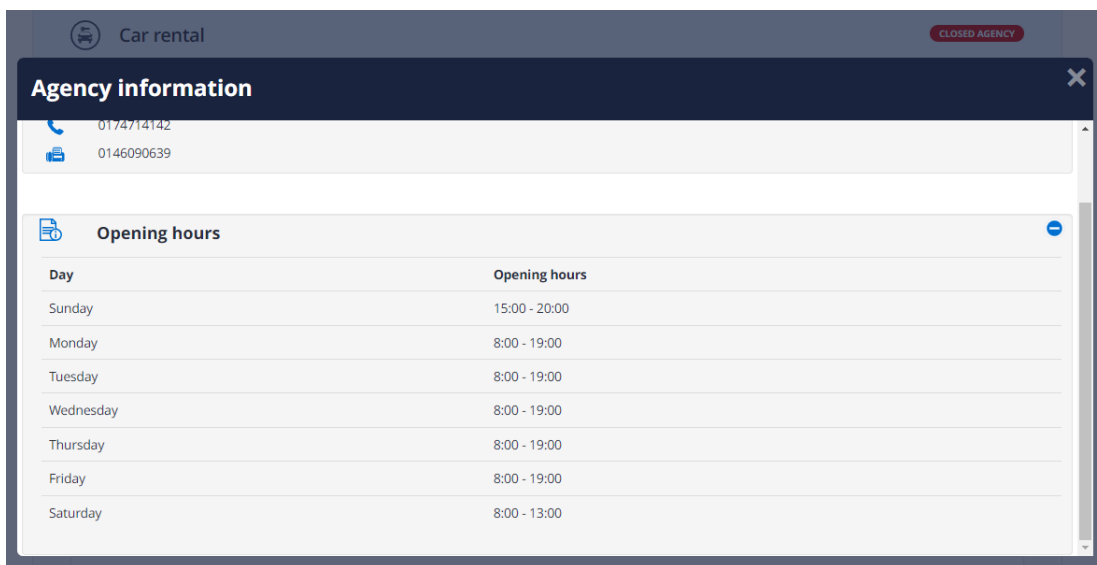 Car rental CLOSED AGENCY
Agency information
0174714142
0146090639
Opening hours
Day Opening hours
Sunday 15:00 - 20:00
Monday 8:00 - 19:00
Tuesday 8:00 - 19:00
Wednesday 8:00 - 19:00
Thursday 8:00 - 19:00
Friday 8:00 - 19:00
Saturday 8:00 - 13:00